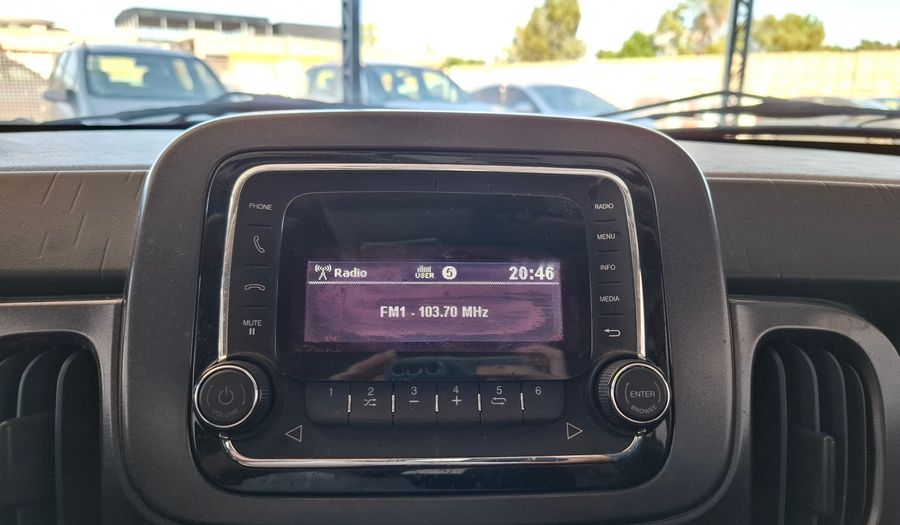 PHONE
RADIO
MENU
INFO
MEDIA
MUTE
Radio
USER 5 20:46
FM1 - 103.70 MHz
1 2 3 4 5 6
VOLUME
ENTER
BROWSE